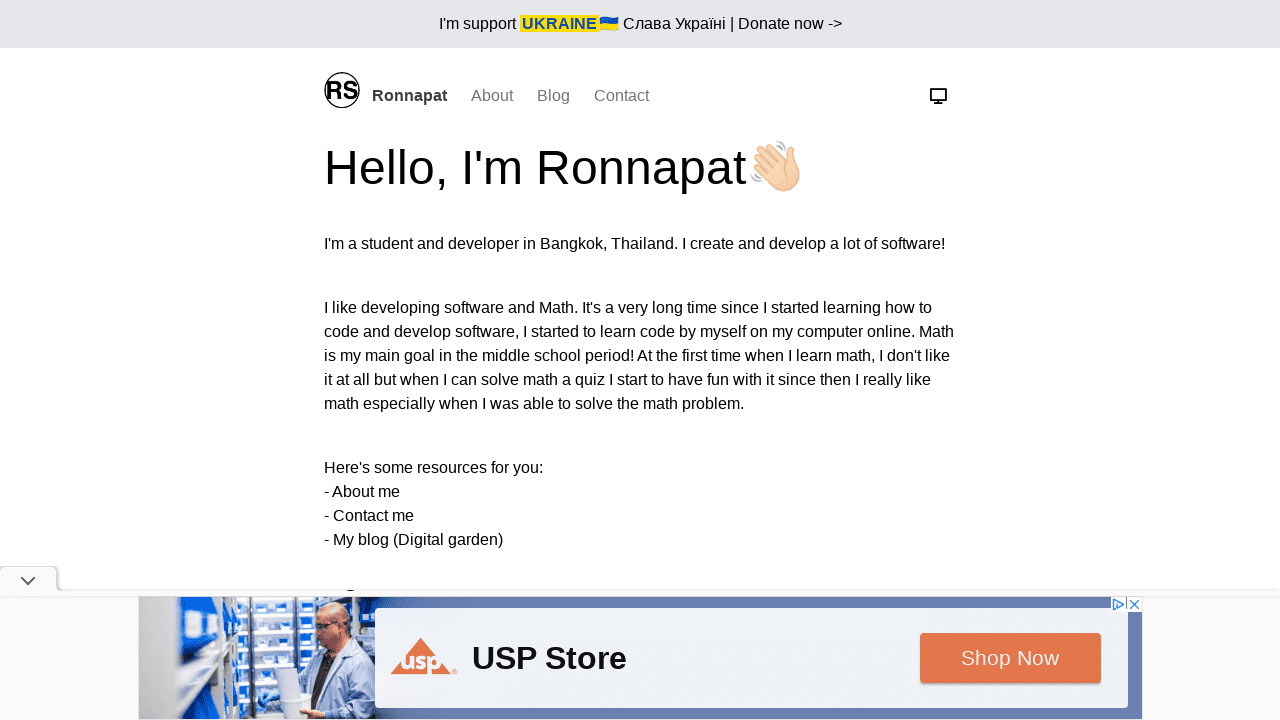 I'm support UKRAINE🇺🇦 Слава Україні | Donate now ->
RS
Ronnapat About Blog Contact
Hello, I'm Ronnapat👋🏻
I'm a student and developer in Bangkok, Thailand. I create and develop a lot of software!
I like developing software and Math. It's a very long time since I started learning how to
code and develop software, I started to learn code by myself on my computer online. Math
is my main goal in the middle school period! At the first time when I learn math, I don't like
it at all but when I can solve math a quiz I start to have fun with it since then I really like
math especially when I was able to solve the math problem.
Here's some resources for you:
- About me
- Contact me
- My blog (Digital garden)
usp®
USP Store
Shop Now